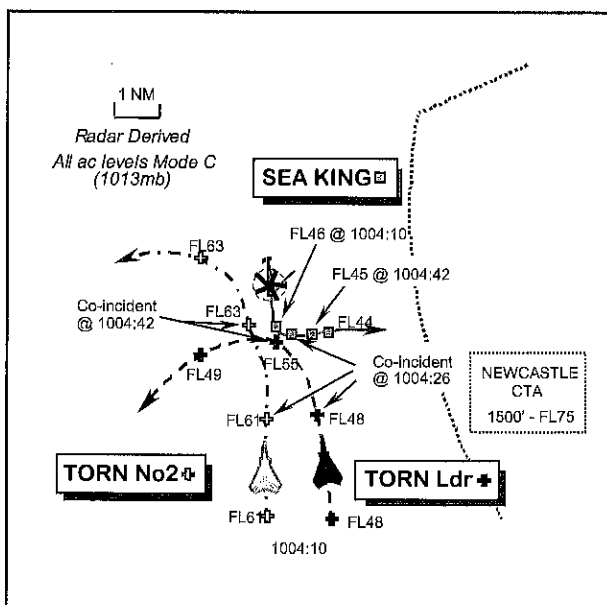 1 NM
Radar Derived
All ac levels Mode C
(1013mb)
SEA KING
FL46 @ 1004:10
FL63
FL45 @ 1004:42
Co-incident
@ 1004:42
FL63
FL44
FL55
FL49
Co-incident
@ 1004:26
NEWCASTLE
CTA
1500' - FL75
FL61
FL48
TORN No2
TORN Ldr
FL61
FL48
1004:10